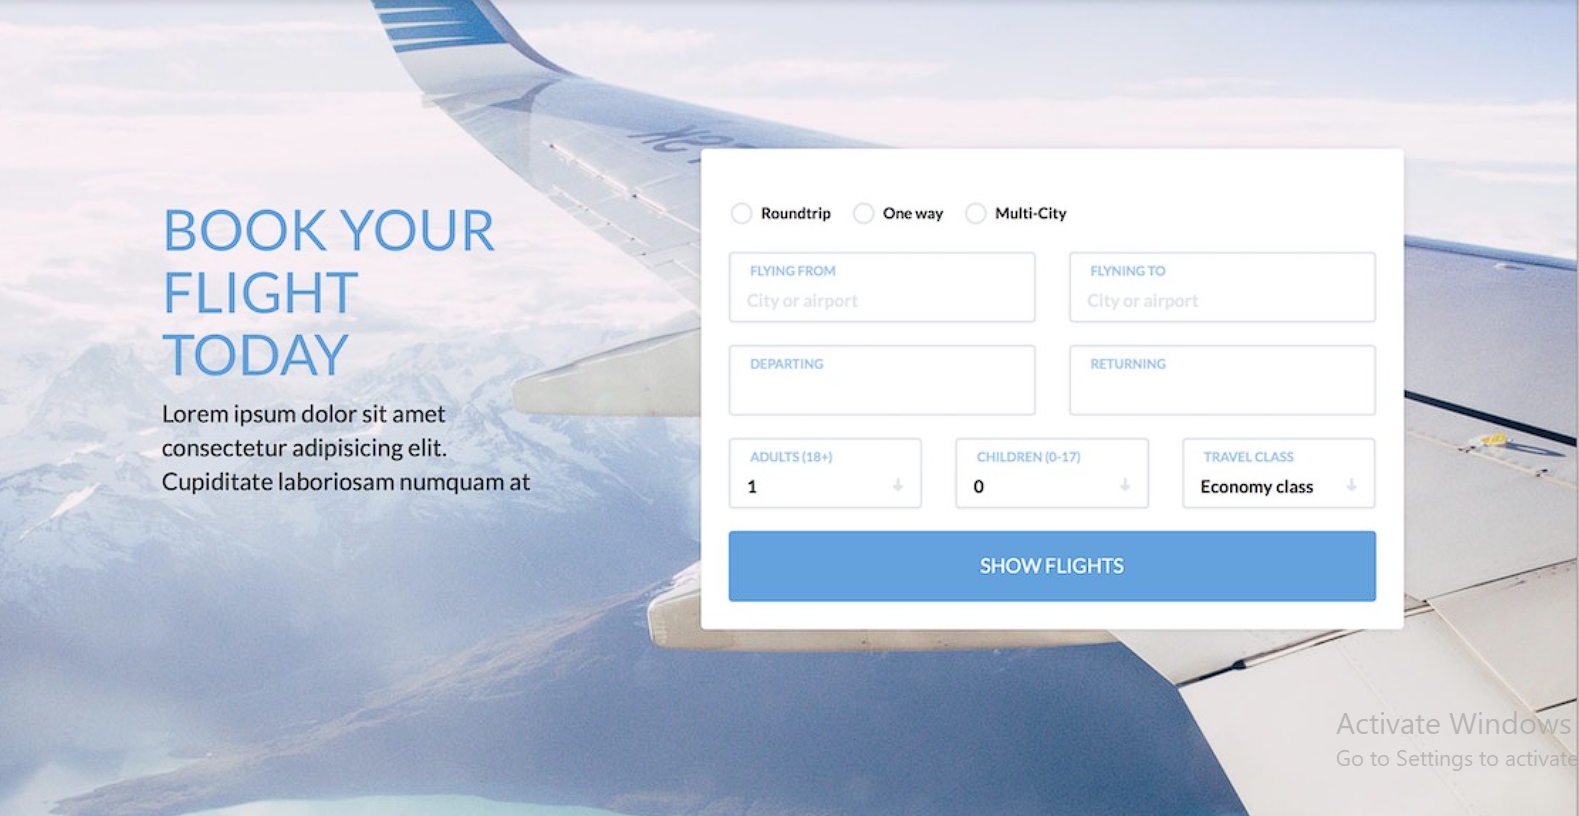 BOOK YOUR
FLIGHT
TODAY
Lorem ipsum dolor sit amet
consectetur adipisicing elit.
Cupiditate laboriosam numquam at
Roundtrip One way Multi-City
FLYING FROM FLYNING TO
City or airport City or airport
DEPARTING RETURNING
ADULTS (18+) CHILDREN (0-17) TRAVEL CLASS
1 0 Economy class
SHOW FLIGHTS
Activate Windows
Go to Settings to activate